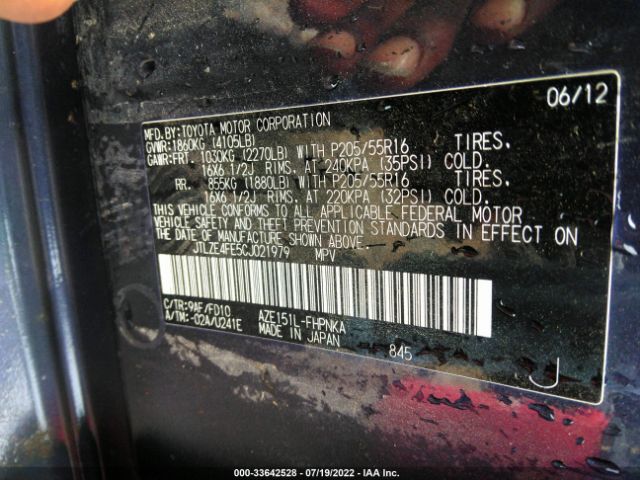 06/12
MFD.BY:TOYOTA MOTOR CORPORATION
GVWR:1860KG (4105LB)
GAWR:FRT. 1030KG (2270LB) WITH P205/55R16 TIRES.
16X6 1/2J RIMS. AT 240KPA (35PSI) COLD.
RR. 855KG (1880LB) WITH P205/55R16 TIRES.
16X6 1/2J RIMS. AT 220KPA (32PSI) COLD.
THIS VEHICLE CONFORMS TO ALL APPLICABLE FEDERAL MOTOR
VEHICLE SAFETY AND THEFT PREVENTION STANDARDS IN EFFECT ON
THE DATE OF MANUFACTURE SHOWN ABOVE.
JTLZE4FE5CJ021979 MPV
C/TR:9AF/FD10 AZE151L-FHPNKA
A/TM:-02A/U241E MADE IN JAPAN
845
J
000-33642528 - 07/19/2022 - IAA Inc.